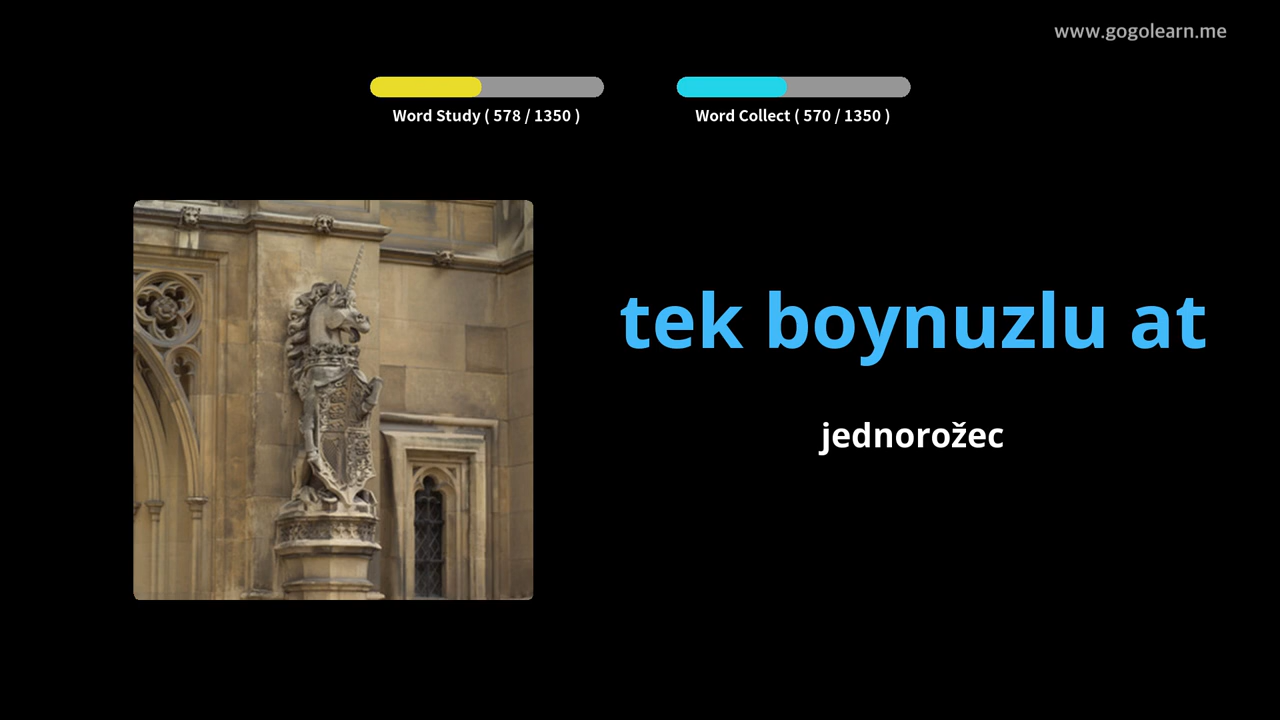 www.gogolearn.me
Word Study ( 578 / 1350 )
Word Collect ( 570 / 1350 )
tek boynuzlu at
jednorožec